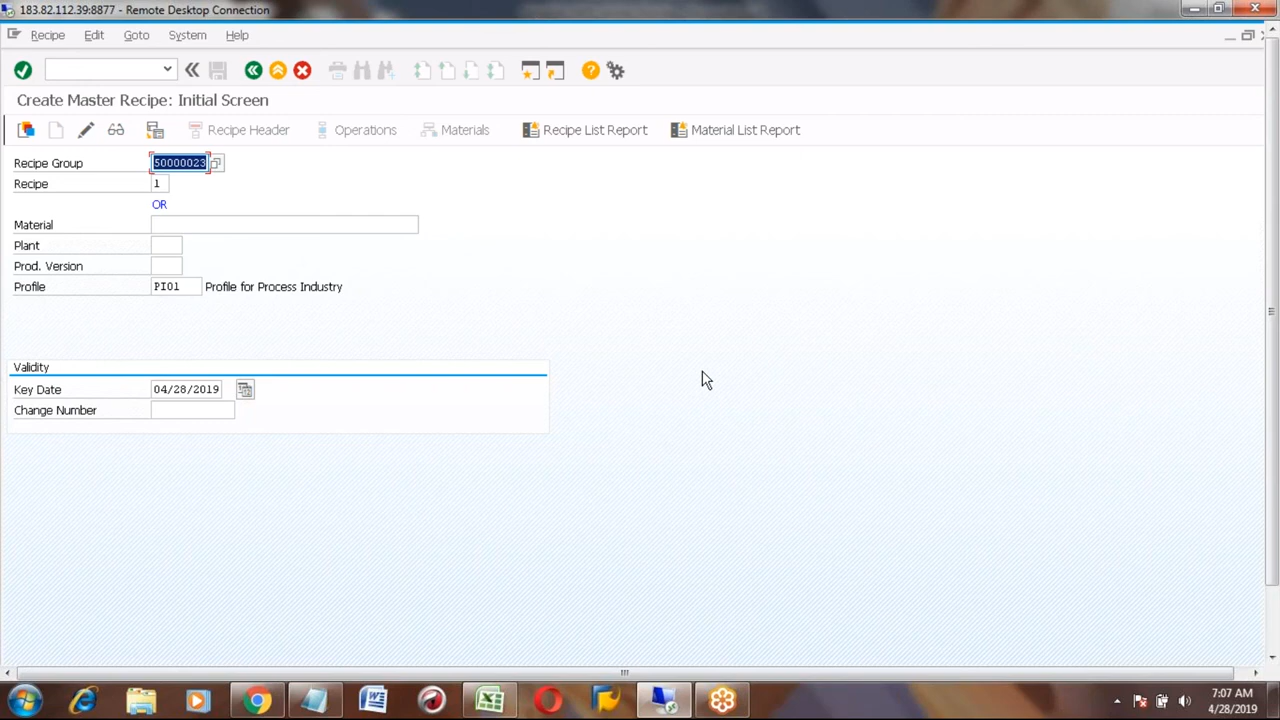 183.82.112.39:8877 - Remote Desktop Connection
Recipe Edit Goto System Help
Create Master Recipe: Initial Screen
Recipe Header Operations Materials Recipe List Report Material List Report
Recipe Group 50000023
Recipe 1
OR
Material
Plant
Prod. Version
Profile PI01 Profile for Process Industry
Validity
Key Date 04/28/2019
Change Number
7:07 AM
4/28/2019